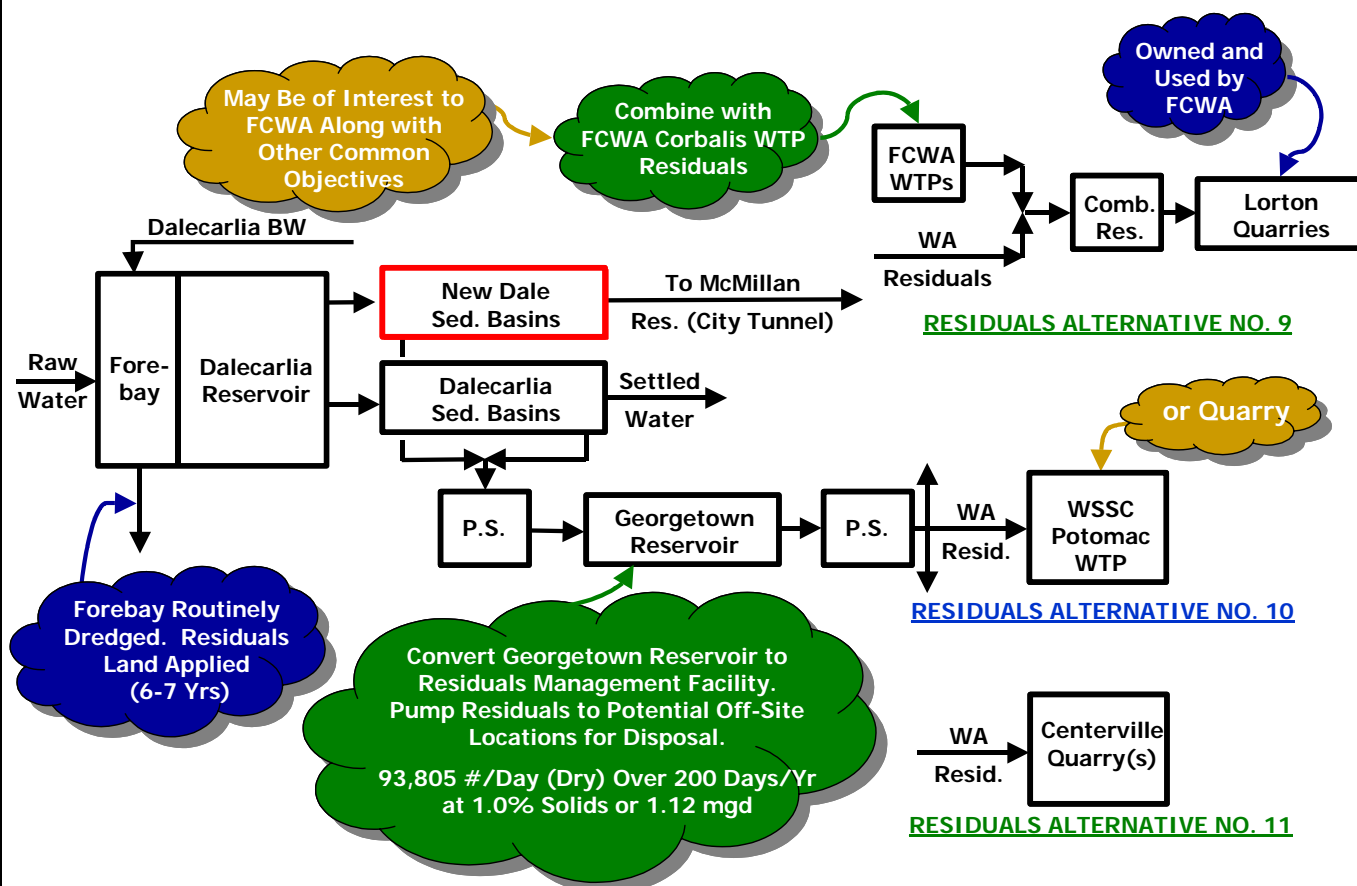 May Be of Interest to
FCWA Along with
Other Common
Objectives
Combine with
FCWA Corbalis WTP
Residuals
Owned and
Used by
FCWA
FCWA
WTPs
WA
Residuals
Comb.
Res.
Lorton
Quarries
RESIDUALS ALTERNATIVE NO. 9
Dalecarlia BW
Raw
Water
Fore-
bay
Dalecarlia
Reservoir
New Dale
Sed. Basins
To McMillan
Res. (City Tunnel)
Dalecarlia
Sed. Basins
Settled
Water
P.S.
Georgetown
Reservoir
P.S.
WA
Resid.
or Quarry
WSSC
Potomac
WTP
RESIDUALS ALTERNATIVE NO. 10
Forebay Routinely
Dredged. Residuals
Land Applied
(6-7 Yrs)
Convert Georgetown Reservoir to
Residuals Management Facility.
Pump Residuals to Potential Off-Site
Locations for Disposal.
93,805 #/Day (Dry) Over 200 Days/Yr
at 1.0% Solids or 1.12 mgd
WA
Resid.
Centerville
Quarry(s)
RESIDUALS ALTERNATIVE NO. 11